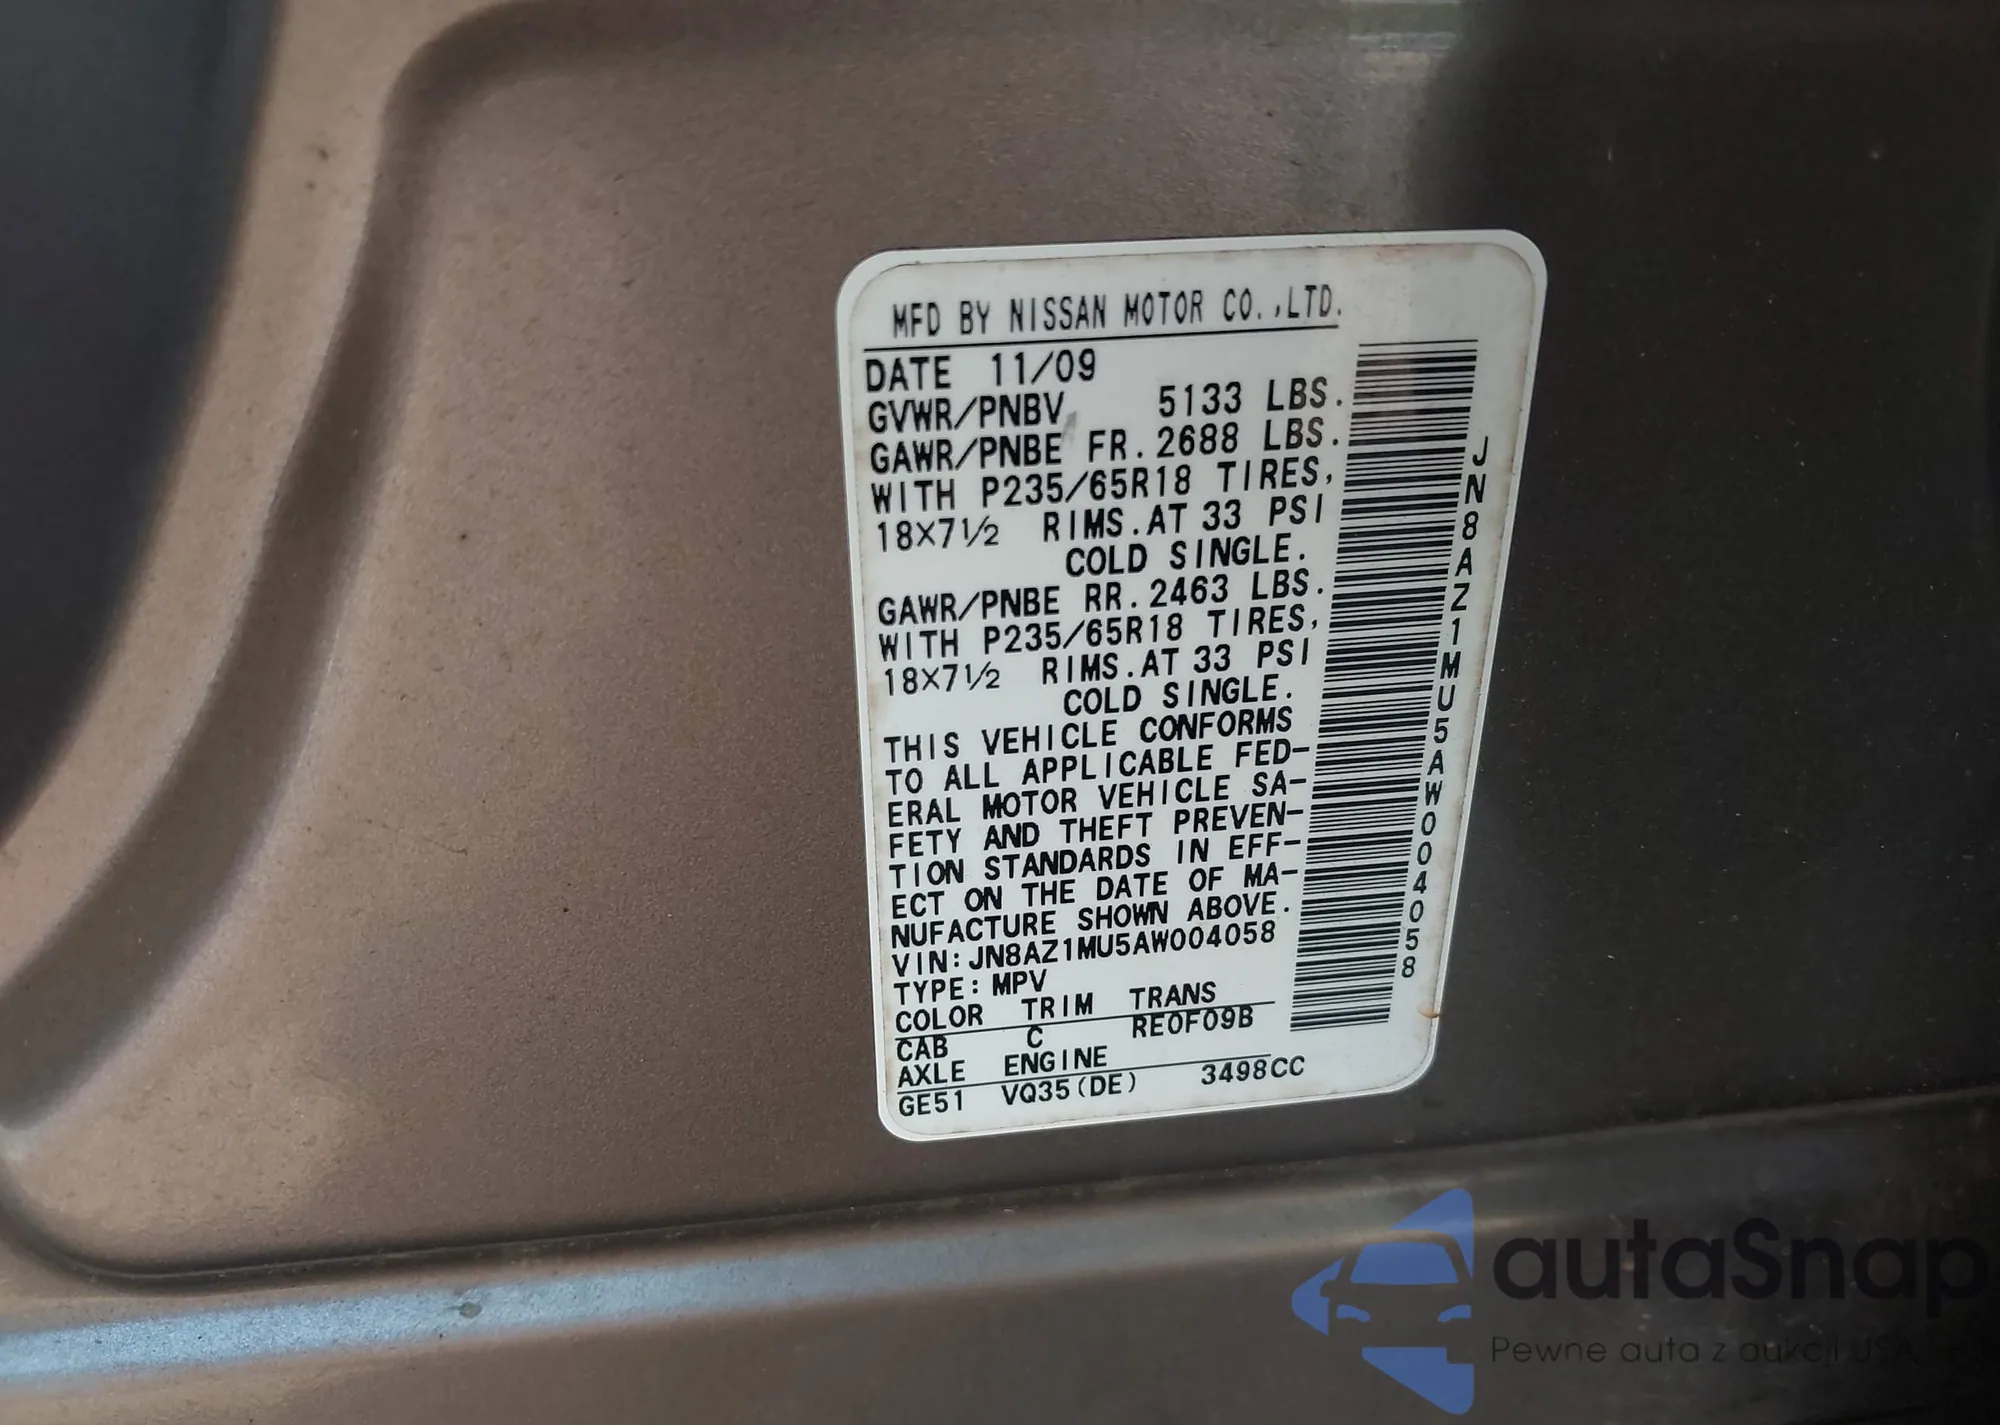 MFD BY NISSAN MOTOR CO.,LTD.
DATE 11/09
GVWR/PNBV 5133 LBS.
GAWR/PNBE FR.2688 LBS.
WITH P235/65R18 TIRES,
18×7½ RIMS.AT 33 PSI
COLD SINGLE.
GAWR/PNBE RR.2463 LBS.
WITH P235/65R18 TIRES,
18×7½ RIMS.AT 33 PSI
COLD SINGLE.
THIS VEHICLE CONFORMS
TO ALL APPLICABLE FED-
ERAL MOTOR VEHICLE SA-
FETY AND THEFT PREVEN-
TION STANDARDS IN EFF-
ECT ON THE DATE OF MA-
NUFACTURE SHOWN ABOVE.
VIN:JN8AZ1MU5AW004058
TYPE:MPV
COLOR TRIM TRANS
CAB C RE0F09B
AXLE ENGINE
GE51 VQ35(DE) 3498CC
JN8AZ1MU5AW004058
autaSnap
Pewne auta z aukcji USA